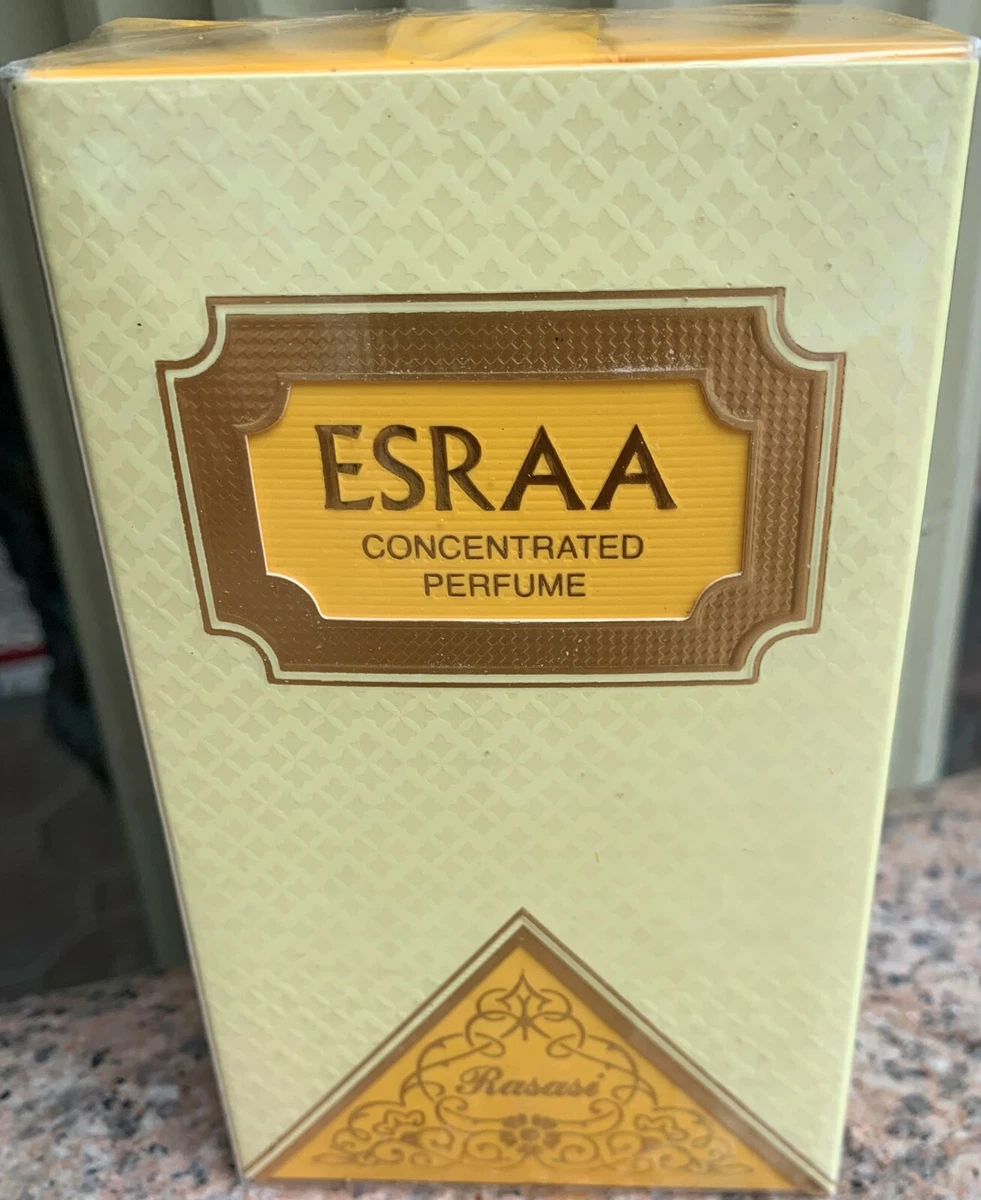 ESRAA
CONCENTRATED
PERFUME
Rasasi